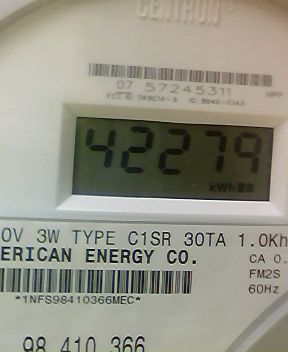 CENTRON®
07 57245311
42279
kWh
0V 3W TYPE C1SR 30TA 1.0Kh
ERICAN ENERGY CO.
CA 0.
FM2S
*1NFS98410366MEC*
60Hz
98 410 366